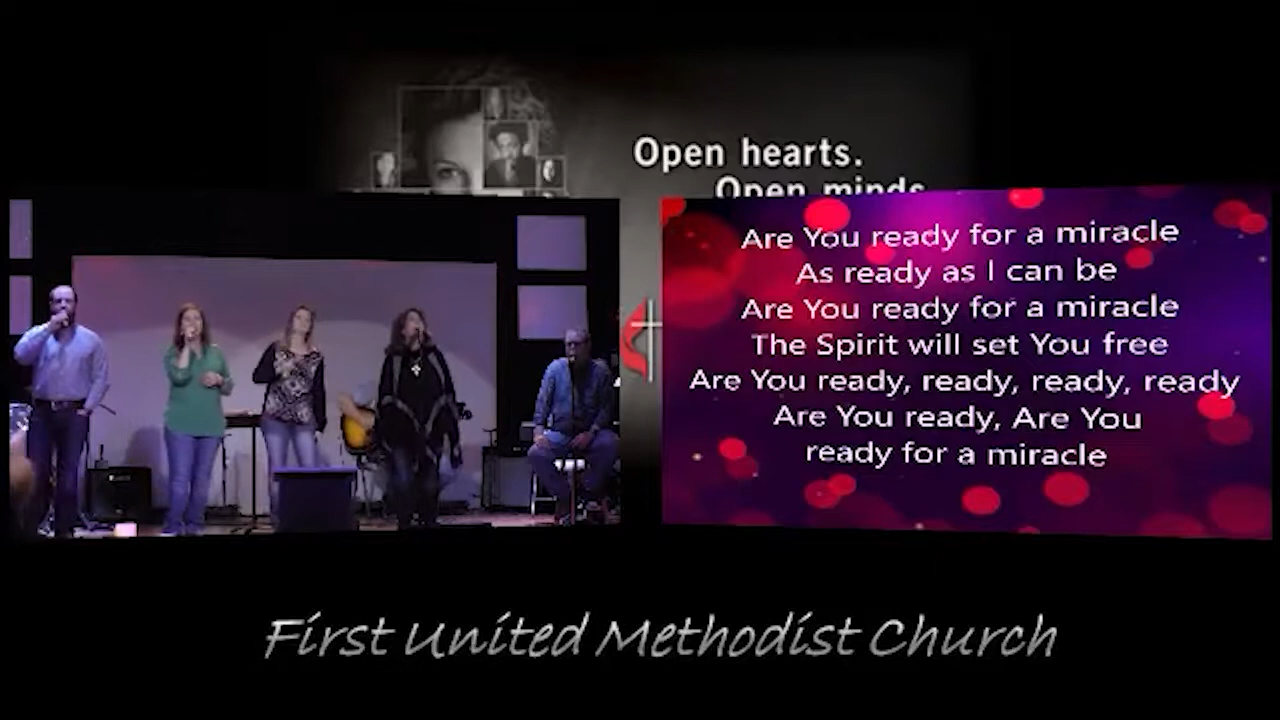 Open hearts.
Open minds.
Are You ready for a miracle
As ready as I can be
Are You ready for a miracle
The Spirit will set You free
Are You ready, ready, ready, ready
Are You ready, Are You
ready for a miracle
First United Methodist Church